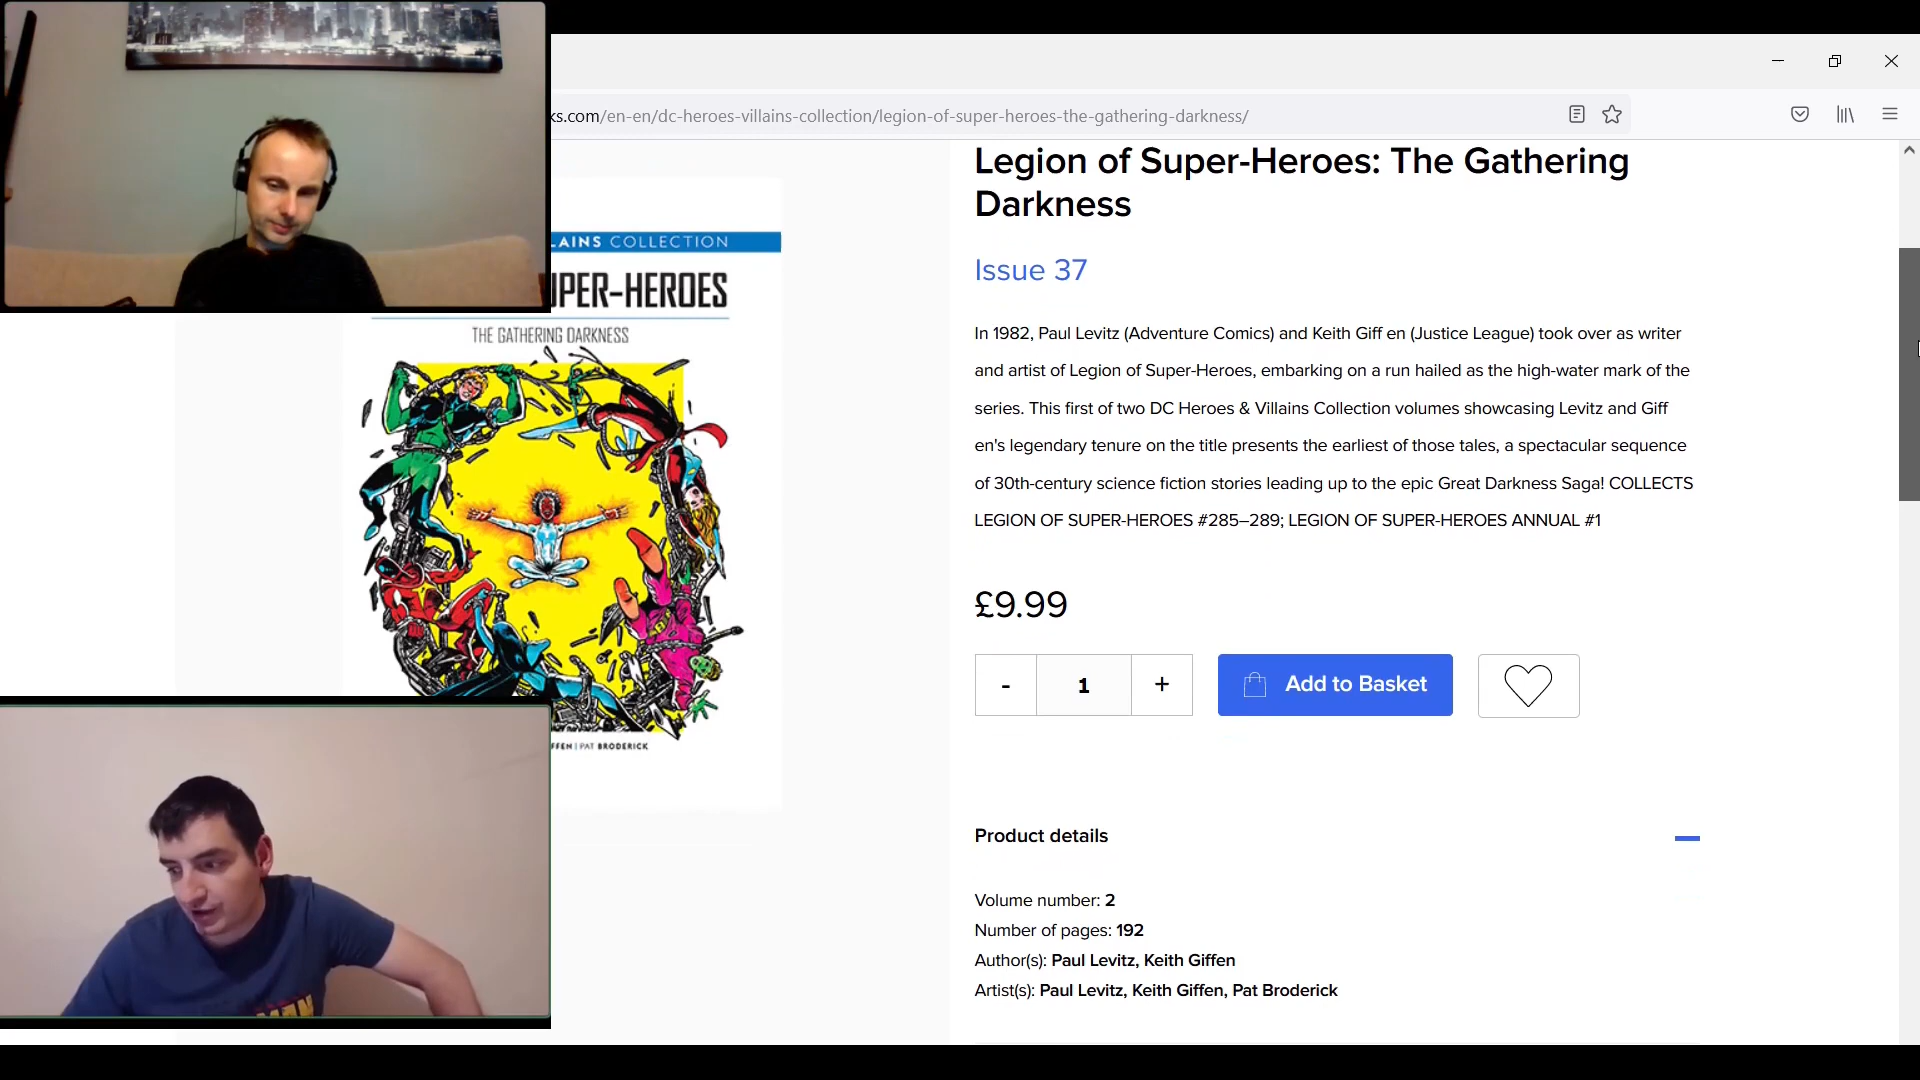 ks.com/en-en/dc-heroes-villains-collection/legion-of-super-heroes-the-gathering-darkness/
Legion of Super-Heroes: The Gathering
Darkness
Issue 37
In 1982, Paul Levitz (Adventure Comics) and Keith Giff en (Justice League) took over as writer
and artist of Legion of Super-Heroes, embarking on a run hailed as the high-water mark of the
series. This first of two DC Heroes & Villains Collection volumes showcasing Levitz and Giff
en's legendary tenure on the title presents the earliest of those tales, a spectacular sequence
of 30th-century science fiction stories leading up to the epic Great Darkness Saga! COLLECTS
LEGION OF SUPER-HEROES #285–289; LEGION OF SUPER-HEROES ANNUAL #1
£9.99
- 1 + Add to Basket
Product details
Volume number: 2
Number of pages: 192
Author(s): Paul Levitz, Keith Giffen
Artist(s): Paul Levitz, Keith Giffen, Pat Broderick
LAINS COLLECTION
UPER-HEROES
THE GATHERING DARKNESS
FFEN | PAT BRODERICK
MAN